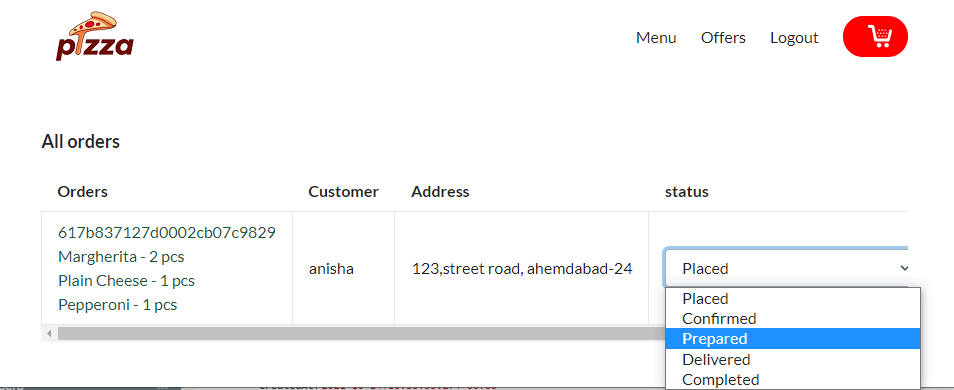 pizza
Menu Offers Logout
All orders
Orders Customer Address status
617b837127d0002cb07c9829
Margherita - 2 pcs
Plain Cheese - 1 pcs
Pepperoni - 1 pcs
anisha
123,street road, ahemdabad-24
Placed
Placed
Confirmed
Prepared
Delivered
Completed